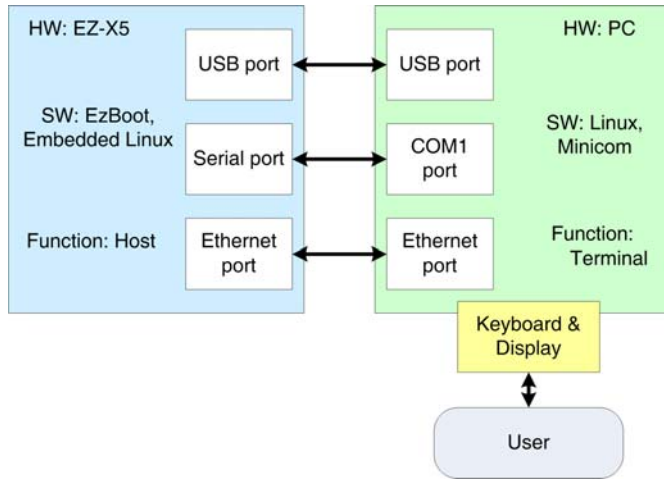 HW: EZ-X5
HW: PC
USB port
USB port
SW: EzBoot,
Embedded Linux
SW: Linux,
Minicom
Serial port
COM1
port
Function: Host
Ethernet
port
Ethernet
port
Function:
Terminal
Keyboard &
Display
User